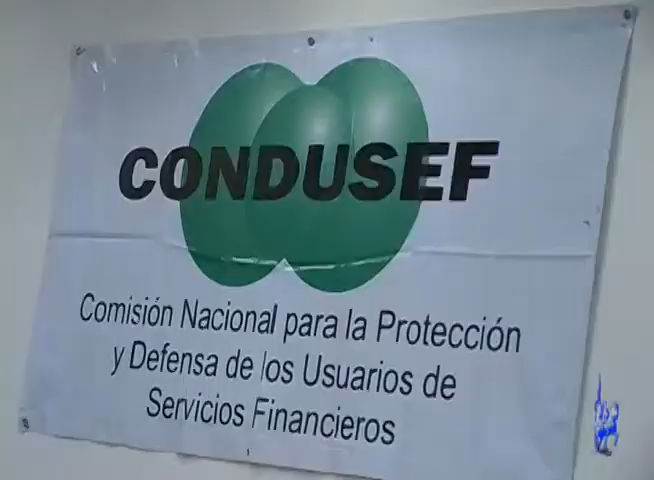 CONDUSEF
Comisión Nacional para la Protección
y Defensa de los Usuarios de
Servicios Financieros